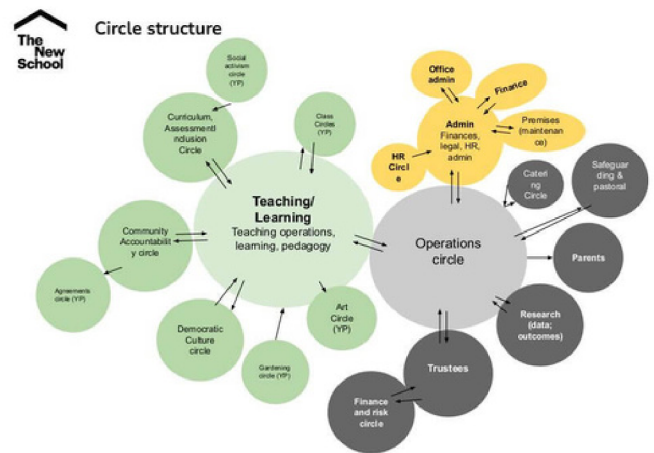 The
New
School
Circle structure
Social
activism
circle (YP)
Curriculum,
Assessment/I
nclusion
Circle
Class
Circles (YP)
Teaching/
Learning
Teaching operations,
learning, pedagogy
Community
Accountabilit
y circle
Agreements
circle (YP)
Democratic
Culture
circle
Gardening
circle (YP)
Art
Circle
(YP)
Office
admin
Finance
Admin
Finances,
legal, HR,
admin
Premises
(maintenan
ce)
HR
Circl
e
Cateri
ng
Circle
Safeguar
ding &
pastoral
Operations
circle
Parents
Research
(data;
outcomes)
Trustees
Finance
and risk
circle